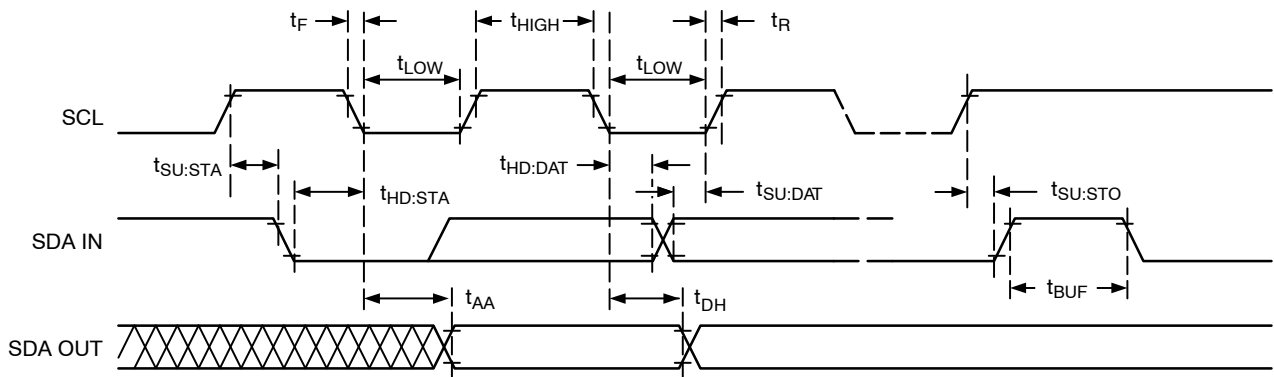 tF
tHIGH
tR
tLOW
tLOW
SCL
tSU:STA
tHD:STA
tHD:DAT
tSU:DAT
tSU:STO
SDA IN
tBUF
tAA
tDH
SDA OUT